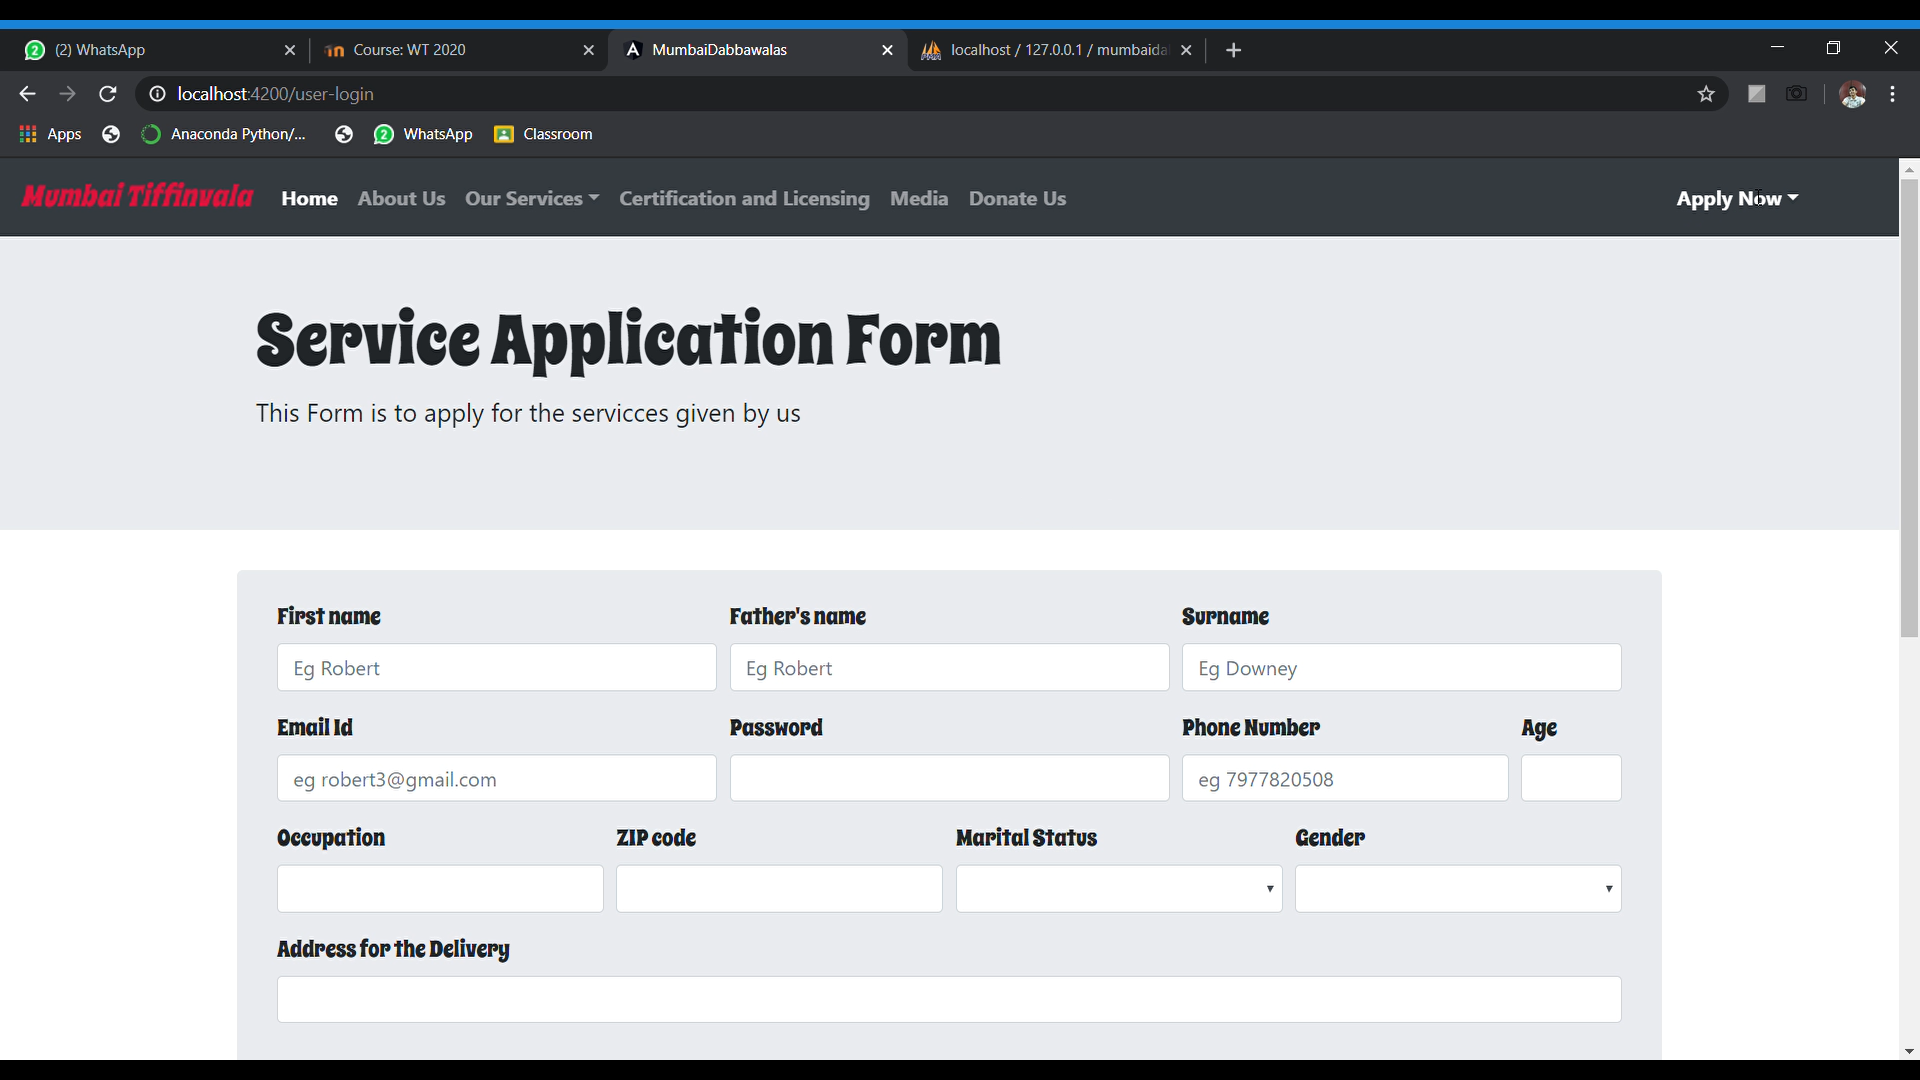 (2) WhatsApp
Course: WT 2020
MumbaiDabbawalas
localhost / 127.0.0.1 / mumbaida
localhost:4200/user-login
Apps
Anaconda Python/...
WhatsApp
Classroom
Mumbai Tiffinvala Home About Us Our Services Certification and Licensing Media Donate Us Apply Now
Service Application Form
This Form is to apply for the servicces given by us
First name Father's name Surname
Eg Robert Eg Robert Eg Downey
Email Id Password Phone Number Age
eg robert3@gmail.com eg 7977820508
Occupation ZIP code Marital Status Gender
Address for the Delivery